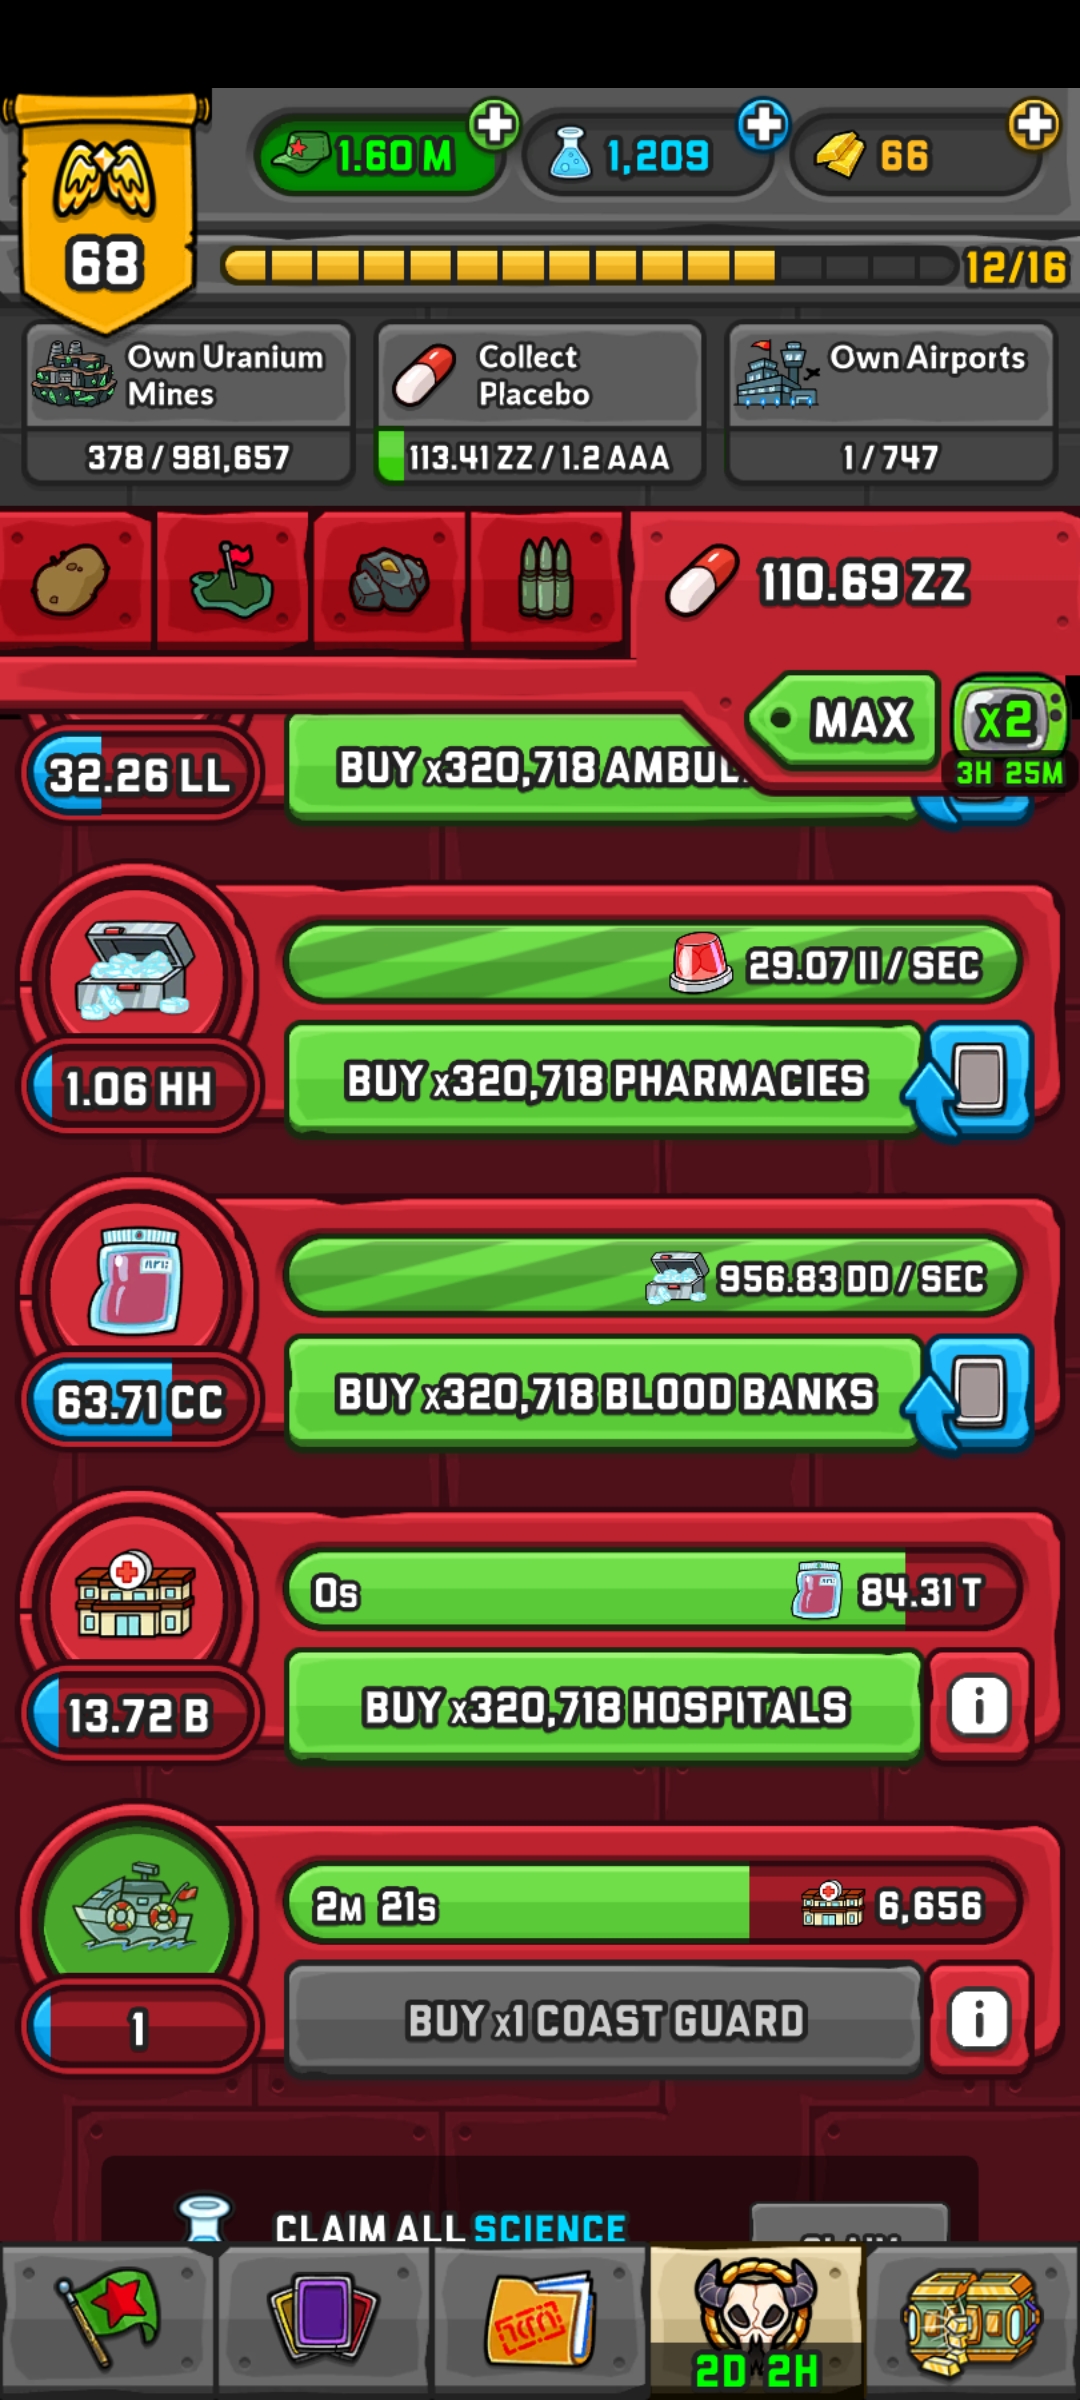 1.60 M
1,209
66
68
12/16
Own Uranium
Mines
378 / 981,657
Collect
Placebo
113.41 ZZ / 1.2 AAA
Own Airports
1 / 747
110.69 ZZ
MAX
x2
3H 25M
32.26 LL
BUY x320,718 AMBUL..
29.07 II / SEC
1.06 HH
BUY x320,718 PHARMACIES
956.83 DD / SEC
63.71 CC
BUY x320,718 BLOOD BANKS
0s
84.31 T
13.72 B
BUY x320,718 HOSPITALS
i
2M 21s
6,656
1
BUY x1 COAST GUARD
i
CLAIM ALL SCIENCE
2D 2H